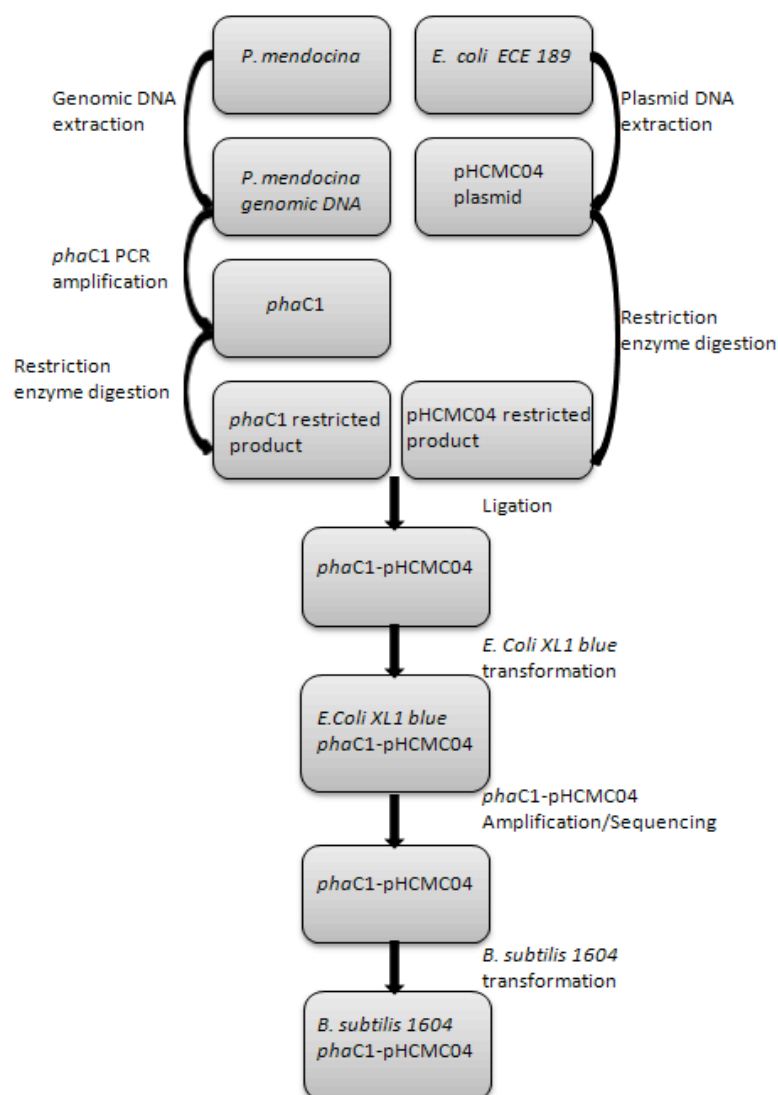 P. mendocina
E. coli ECE 189
Genomic DNA
extraction
Plasmid DNA
extraction
P. mendocina
genomic DNA
pHCMC04
plasmid
phaC1 PCR
amplification
phaC1
Restriction
enzyme digestion
Restriction
enzyme digestion
phaC1 restricted
product
pHCMC04 restricted
product
Ligation
phaC1-pHCMC04
E. Coli XL1 blue
transformation
E.Coli XL1 blue
phaC1-pHCMC04
phaC1-pHCMC04
Amplification/Sequencing
phaC1-pHCMC04
B. subtilis 1604
transformation
B. subtilis 1604
phaC1-pHCMC04